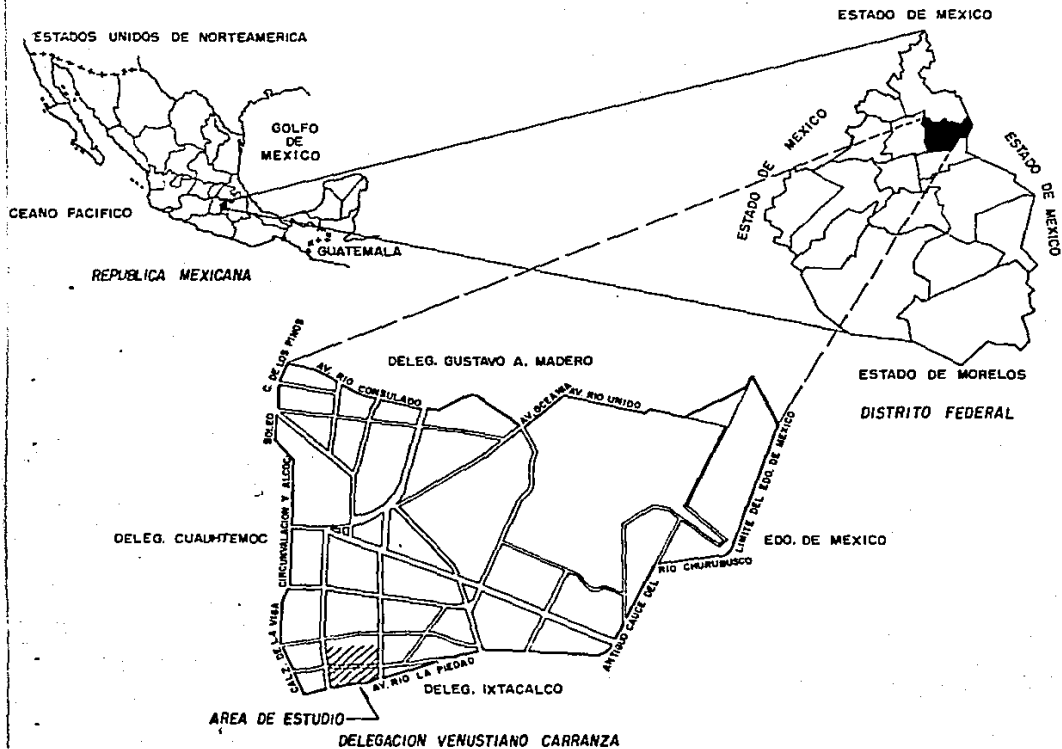 ESTADO DE MEXICO
ESTADOS UNIDOS DE NORTEAMERICA
GOLFO
DE
MEXICO
CEANO PACIFICO
GUATEMALA
REPUBLICA MEXICANA
ESTADO DE MEXICO
ESTADO DE MEXICO
ESTADO DE MORELOS
DISTRITO FEDERAL
C. DE LOS PINOS
AV. RIO CONSULADO
DELEG. GUSTAVO A. MADERO
AV. OCEANIA
AV. RIO UNIDO
BOLEO
CIRCUNVALACION Y ALCOC.
DELEG. CUAUHTEMOC
LIMITE DEL EDO. DE MEXICO
EDO. DE MEXICO
RIO CHURUBUSCO
ANTIGUO CAUCE DEL
CALZ. DE LA VIGA
AV. RIO LA PIEDAD
DELEG. IXTACALCO
AREA DE ESTUDIO
DELEGACION VENUSTIANO CARRANZA